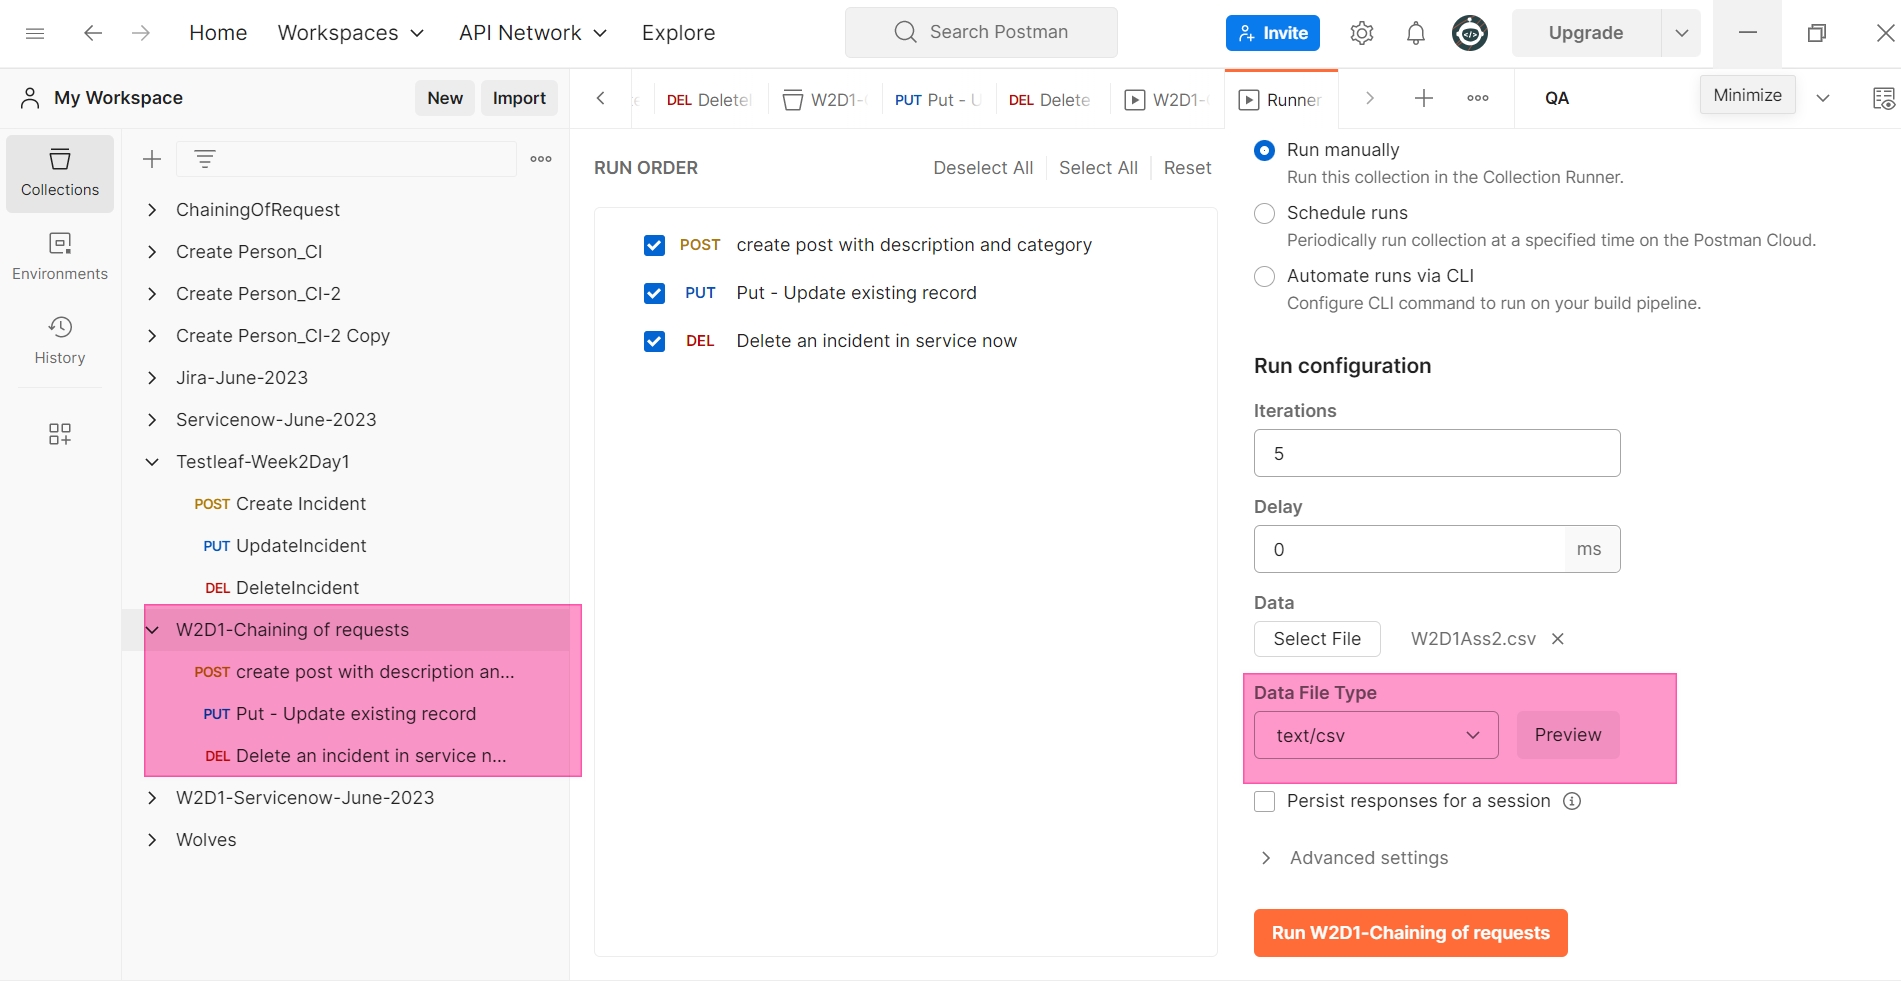 Home Workspaces API Network Explore Search Postman Invite Upgrade
My Workspace New Import DEL Delete W2D1- PUT Put - U DEL Delete W2D1- Runner QA Minimize
Collections
Environments
History
ChainingOfRequest
Create Person_CI
Create Person_CI-2
Create Person_CI-2 Copy
Jira-June-2023
Servicenow-June-2023
Testleaf-Week2Day1
POST Create Incident
PUT UpdateIncident
DEL DeleteIncident
W2D1-Chaining of requests
POST create post with description an...
PUT Put - Update existing record
DEL Delete an incident in service n...
W2D1-Servicenow-June-2023
Wolves
RUN ORDER Deselect All Select All Reset
POST create post with description and category
PUT Put - Update existing record
DEL Delete an incident in service now
Run manually
Run this collection in the Collection Runner.
Schedule runs
Periodically run collection at a specified time on the Postman Cloud.
Automate runs via CLI
Configure CLI command to run on your build pipeline.
Run configuration
Iterations
5
Delay
0 ms
Data
Select File W2D1Ass2.csv
Data File Type
text/csv Preview
Persist responses for a session
Advanced settings
Run W2D1-Chaining of requests